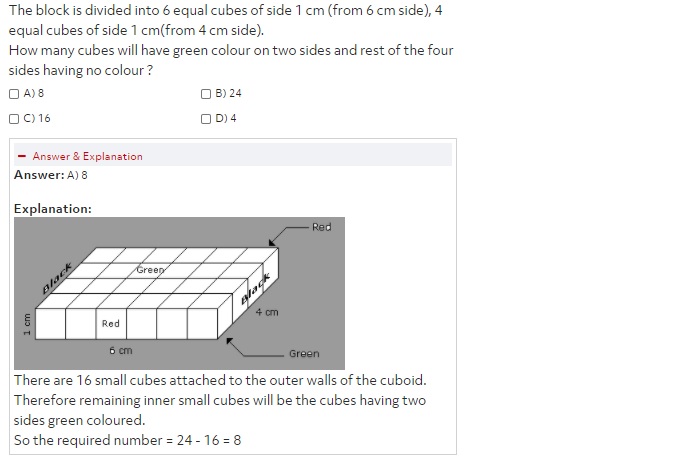 The block is divided into 6 equal cubes of side 1 cm (from 6 cm side), 4
equal cubes of side 1 cm(from 4 cm side).
How many cubes will have green colour on two sides and rest of the four
sides having no colour ?
A) 8 B) 24
C) 16 D) 4
Answer & Explanation
Answer: A) 8
Explanation:
Red
Black
Green
Black
1 cm
Red
4 cm
6 cm
Green
There are 16 small cubes attached to the outer walls of the cuboid.
Therefore remaining inner small cubes will be the cubes having two
sides green coloured.
So the required number = 24 - 16 = 8